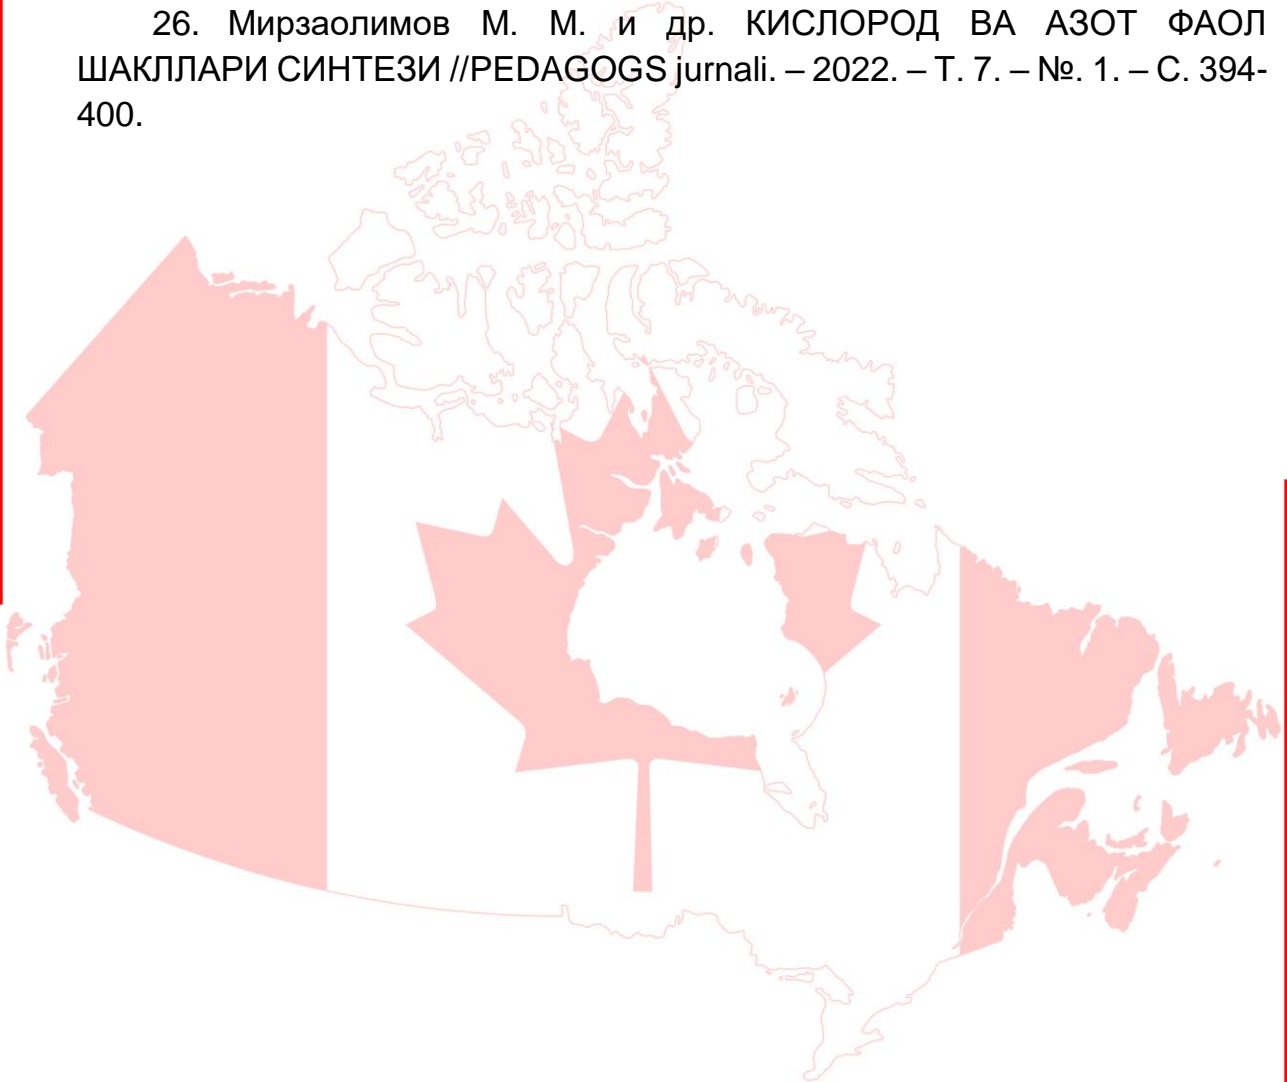 26. Мирзаолимов М. М. и др. КИСЛОРОД ВА АЗОТ ФАОЛ
ШАКЛЛАРИ СИНТЕЗИ //PEDAGOGS jurnali. – 2022. – Т. 7. – №. 1. – С. 394-
400.